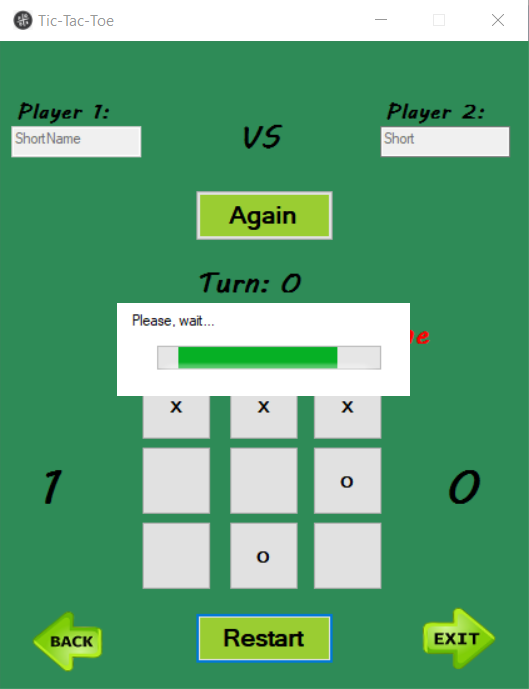 Tic-Tac-Toe
Player 1:
Player 2:
ShortName
VS
Short
Again
Turn: O
Please, wait...
X X X
1
O
0
O
BACK
Restart
EXIT